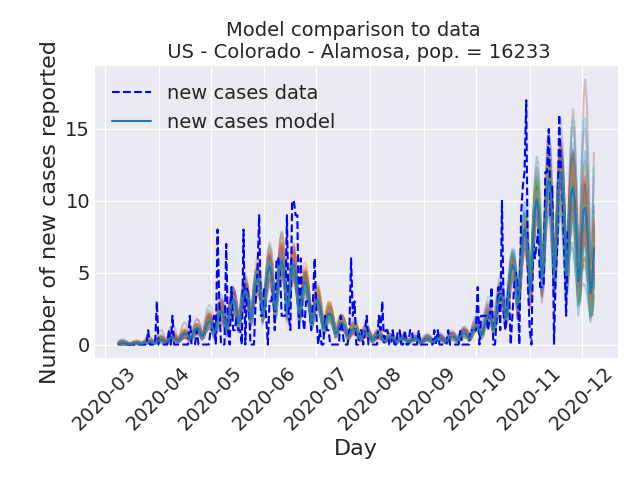 Model comparison to data
US - Colorado - Alamosa, pop. = 16233
new cases data
new cases model
Number of new cases reported
15
10
5
0
2020-03
2020-04
2020-05
2020-06
2020-07
2020-08
2020-09
2020-10
2020-11
2020-12
Day